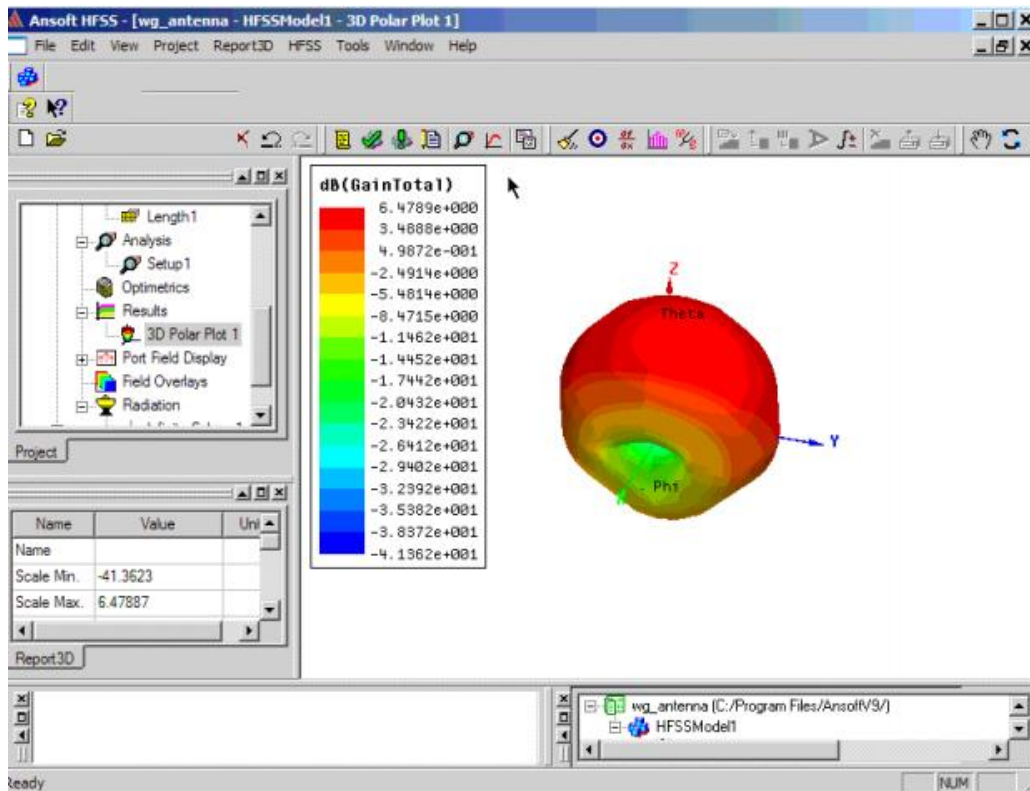 Ansoft HFSS - [wg_antenna - HFSSModel1 - 3D Polar Plot 1]
File Edit View Project Report3D HFSS Tools Window Help
Length1
Analysis
Setup1
Optimetrics
Results
3D Polar Plot 1
Port Field Display
Field Overlays
Radiation
Project
Name Value Uni
Name
Scale Min. -41.3623
Scale Max. 6.47887
Report3D
dB(GainTotal)
6.4789e+000
3.4888e+000
4.9872e-001
-2.4914e+000
-5.4814e+000
-8.4715e+000
-1.1462e+001
-1.4452e+001
-1.7442e+001
-2.0432e+001
-2.3422e+001
-2.6412e+001
-2.9402e+001
-3.2392e+001
-3.5382e+001
-3.8372e+001
-4.1362e+001
Z
Theta
Y
Phi
wg_antenna (C:/Program Files/AnsoftV9/)
HFSSModel1
Ready
NUM